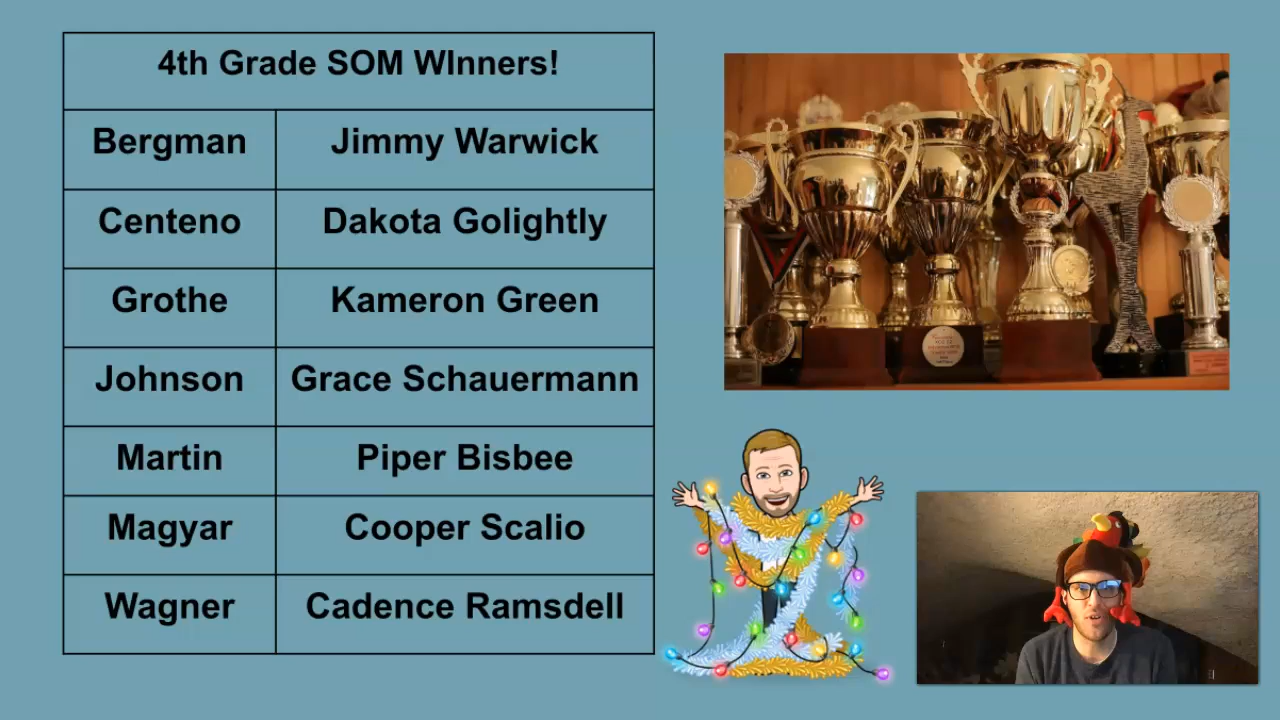 4th Grade SOM WInners!
Bergman Jimmy Warwick
Centeno Dakota Golightly
Grothe Kameron Green
Johnson Grace Schauermann
Martin Piper Bisbee
Magyar Cooper Scalio
Wagner Cadence Ramsdell